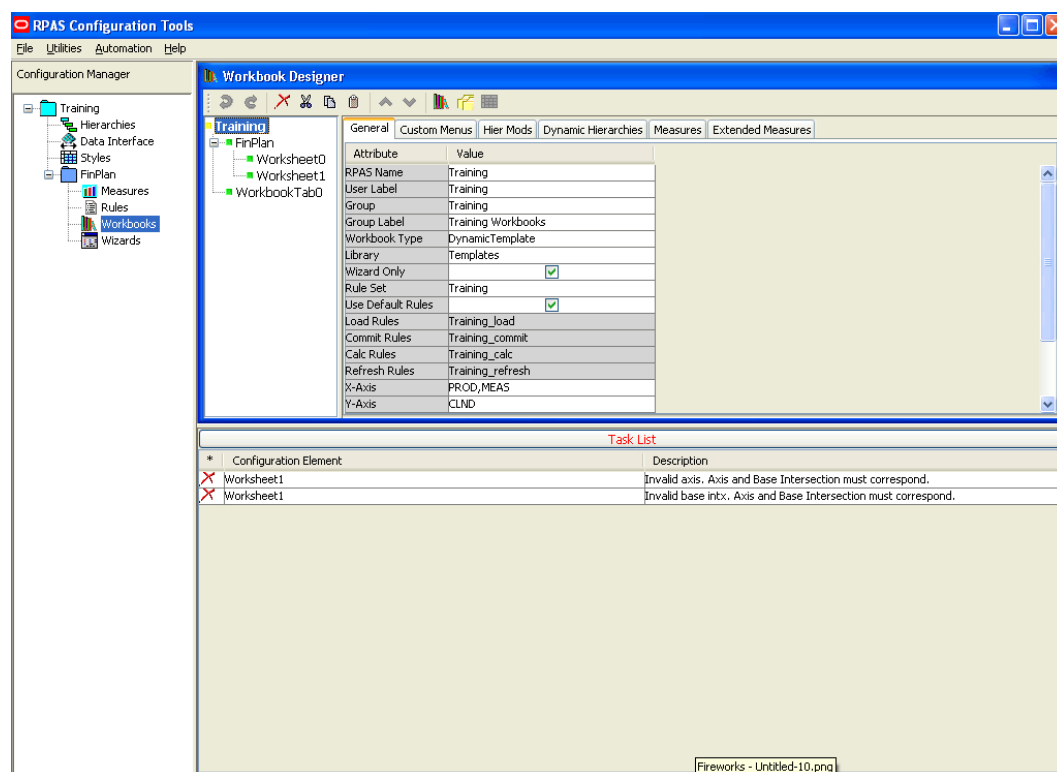 RPAS Configuration Tools
File Utilities Automation Help
Configuration Manager
Training
Hierarchies
Data Interface
Styles
FinPlan
Measures
Rules
Workbooks
Wizards
Workbook Designer
Training
FinPlan
Worksheet0
Worksheet1
WorkbookTab0
General Custom Menus Hier Mods Dynamic Hierarchies Measures Extended Measures
Attribute Value
RPAS Name Training
User Label Training
Group Training
Group Label Training Workbooks
Workbook Type DynamicTemplate
Library Templates
Wizard Only
Rule Set Training
Use Default Rules
Load Rules Training_load
Commit Rules Training_commit
Calc Rules Training_calc
Refresh Rules Training_refresh
X-Axis PROD,MEAS
Y-Axis CLND
Task List
* Configuration Element Description
Worksheet1 Invalid axis. Axis and Base Intersection must correspond.
Worksheet1 Invalid base intx. Axis and Base Intersection must correspond.
Fireworks - Untitled-10.png